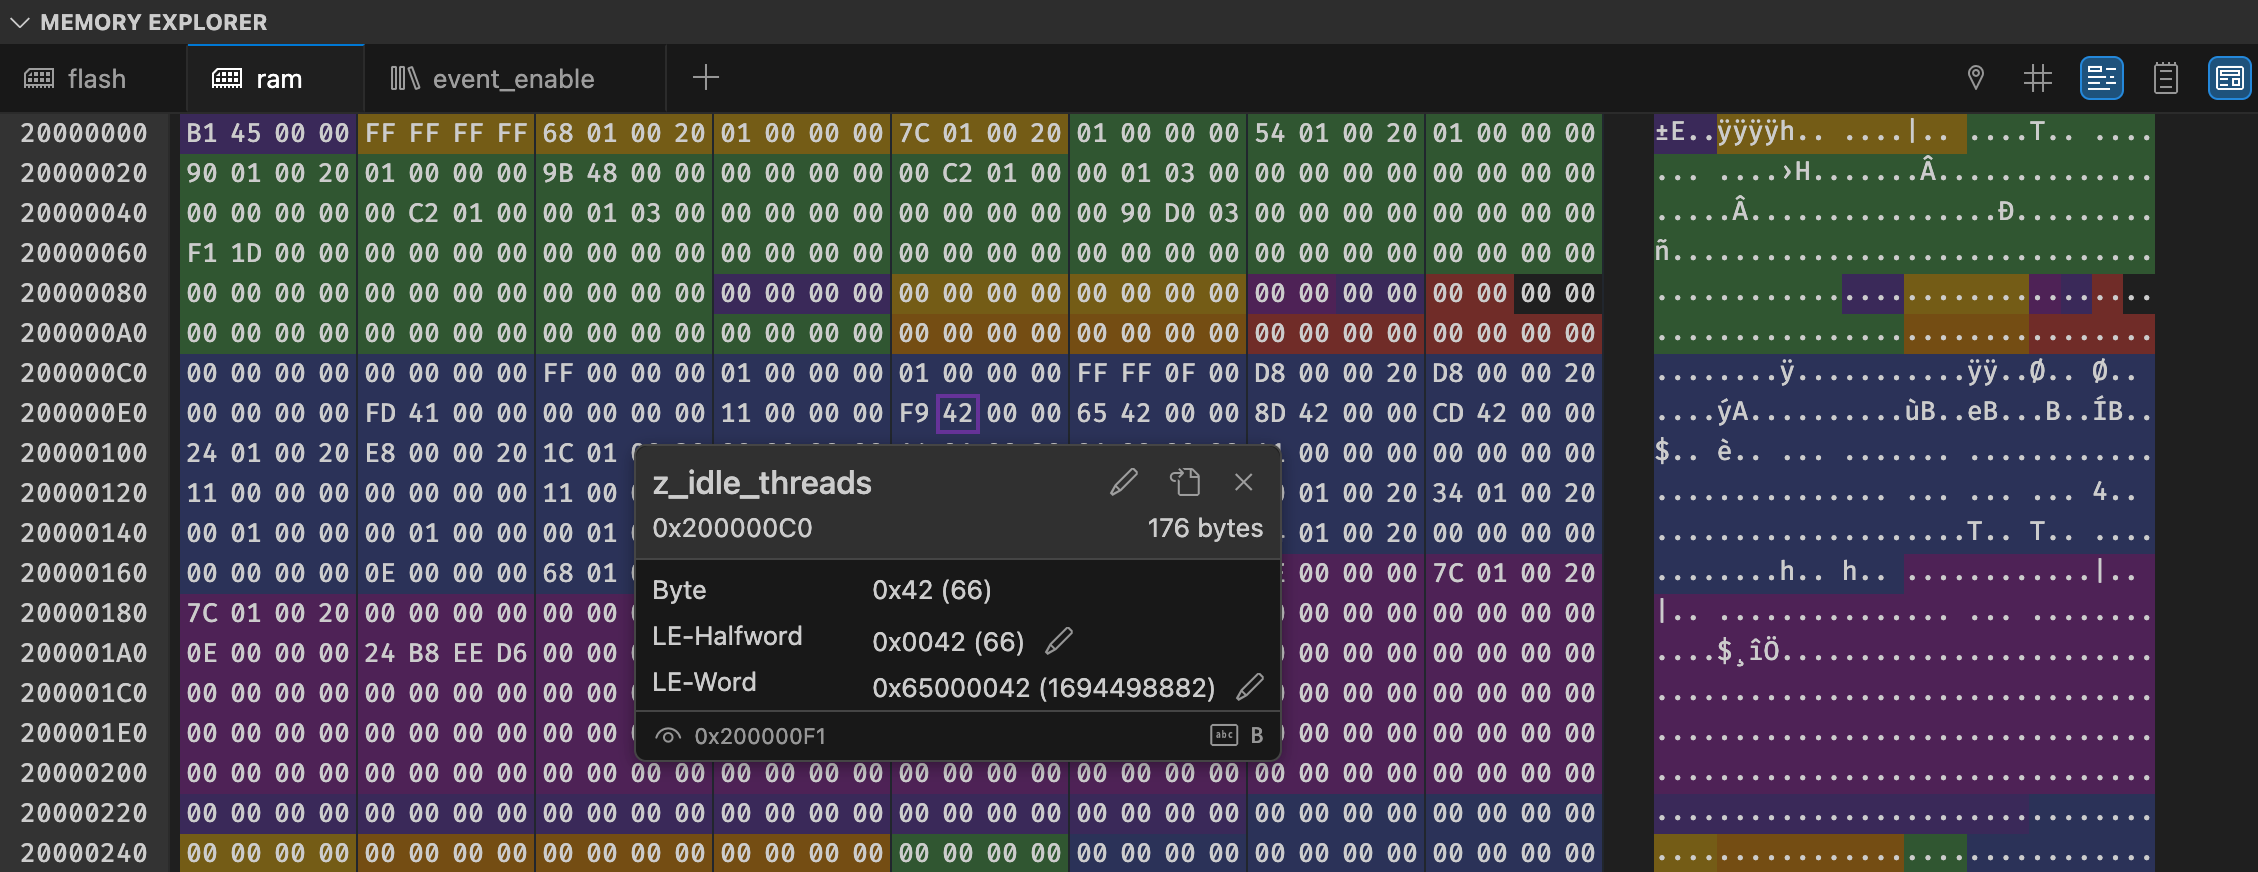 MEMORY EXPLORER
flash ram event_enable
20000000 B1 45 00 00 FF FF FF FF 68 01 00 20 01 00 00 00 7C 01 00 20 01 00 00 00 54 01 00 20 01 00 00 00 ±E..ÿÿÿÿh.. ....|.. ....T.. ....
20000020 90 01 00 20 01 00 00 00 9B 48 00 00 00 00 00 00 00 C2 01 00 00 01 03 00 00 00 00 00 00 00 00 00 ... ....›H.......Â..............
20000040 00 00 00 00 00 C2 01 00 00 01 03 00 00 00 00 00 00 00 00 00 00 90 D0 03 00 00 00 00 00 00 00 00 .....Â................Ð.........
20000060 F1 1D 00 00 00 00 00 00 00 00 00 00 00 00 00 00 00 00 00 00 00 00 00 00 00 00 00 00 00 00 00 00 ñ...............................
20000080 00 00 00 00 00 00 00 00 00 00 00 00 00 00 00 00 00 00 00 00 00 00 00 00 00 00 00 00 00 00 00 00 ................................
200000A0 00 00 00 00 00 00 00 00 00 00 00 00 00 00 00 00 00 00 00 00 00 00 00 00 00 00 00 00 00 00 00 00 ................................
200000C0 00 00 00 00 00 00 00 00 FF 00 00 00 01 00 00 00 01 00 00 00 FF FF 0F 00 D8 00 00 20 D8 00 00 20 ........ÿ...........ÿÿ..Ø.. Ø..
200000E0 00 00 00 00 FD 41 00 00 00 00 00 00 11 00 00 00 F9 42 00 00 65 42 00 00 8D 42 00 00 CD 42 00 00 ....ýA..........ùB..eB...B..ÍB..
20000100 24 01 00 20 E8 00 00 20 1C 01 00 00 00 00 $.. è.. ... ....... ............
20000120 11 00 00 00 00 00 00 00 11 00 01 00 20 34 01 00 20 ................ ... ... ... 4..
20000140 00 01 00 00 00 01 00 00 00 01 01 00 20 00 00 00 00 ....................T.. T.. ....
20000160 00 00 00 00 0E 00 00 00 68 01 00 00 00 7C 01 00 20 ........h.. h.. ............|..
20000180 7C 01 00 20 00 00 00 00 00 00 00 00 00 00 00 00 00 |.. .............. ... .........
200001A0 0E 00 00 00 24 B8 EE D6 00 00 00 00 00 00 00 00 00 ....$¸îÖ........................
200001C0 00 00 00 00 00 00 00 00 00 00 00 00 00 00 00 00 00 ................................
200001E0 00 00 00 00 00 00 00 00 00 00 00 00 00 00 00 00 00 ................................
20000200 00 00 00 00 00 00 00 00 00 00 00 00 00 00 00 00 00 00 00 00 00 00 00 00 00 00 00 00 00 00 00 00 ................................
20000220 00 00 00 00 00 00 00 00 00 00 00 00 00 00 00 00 00 00 00 00 00 00 00 00 00 00 00 00 00 00 00 00 ................................
20000240 00 00 00 00 00 00 00 00 00 00 00 00 00 00 00 00 00 00 00 00 00 00 00 00 00 00 00 00 00 00 00 00 ................................
z_idle_threads
0x200000C0 176 bytes
Byte 0x42 (66)
LE-Halfword 0x0042 (66)
LE-Word 0x65000042 (1694498882)
0x200000F1 abc B